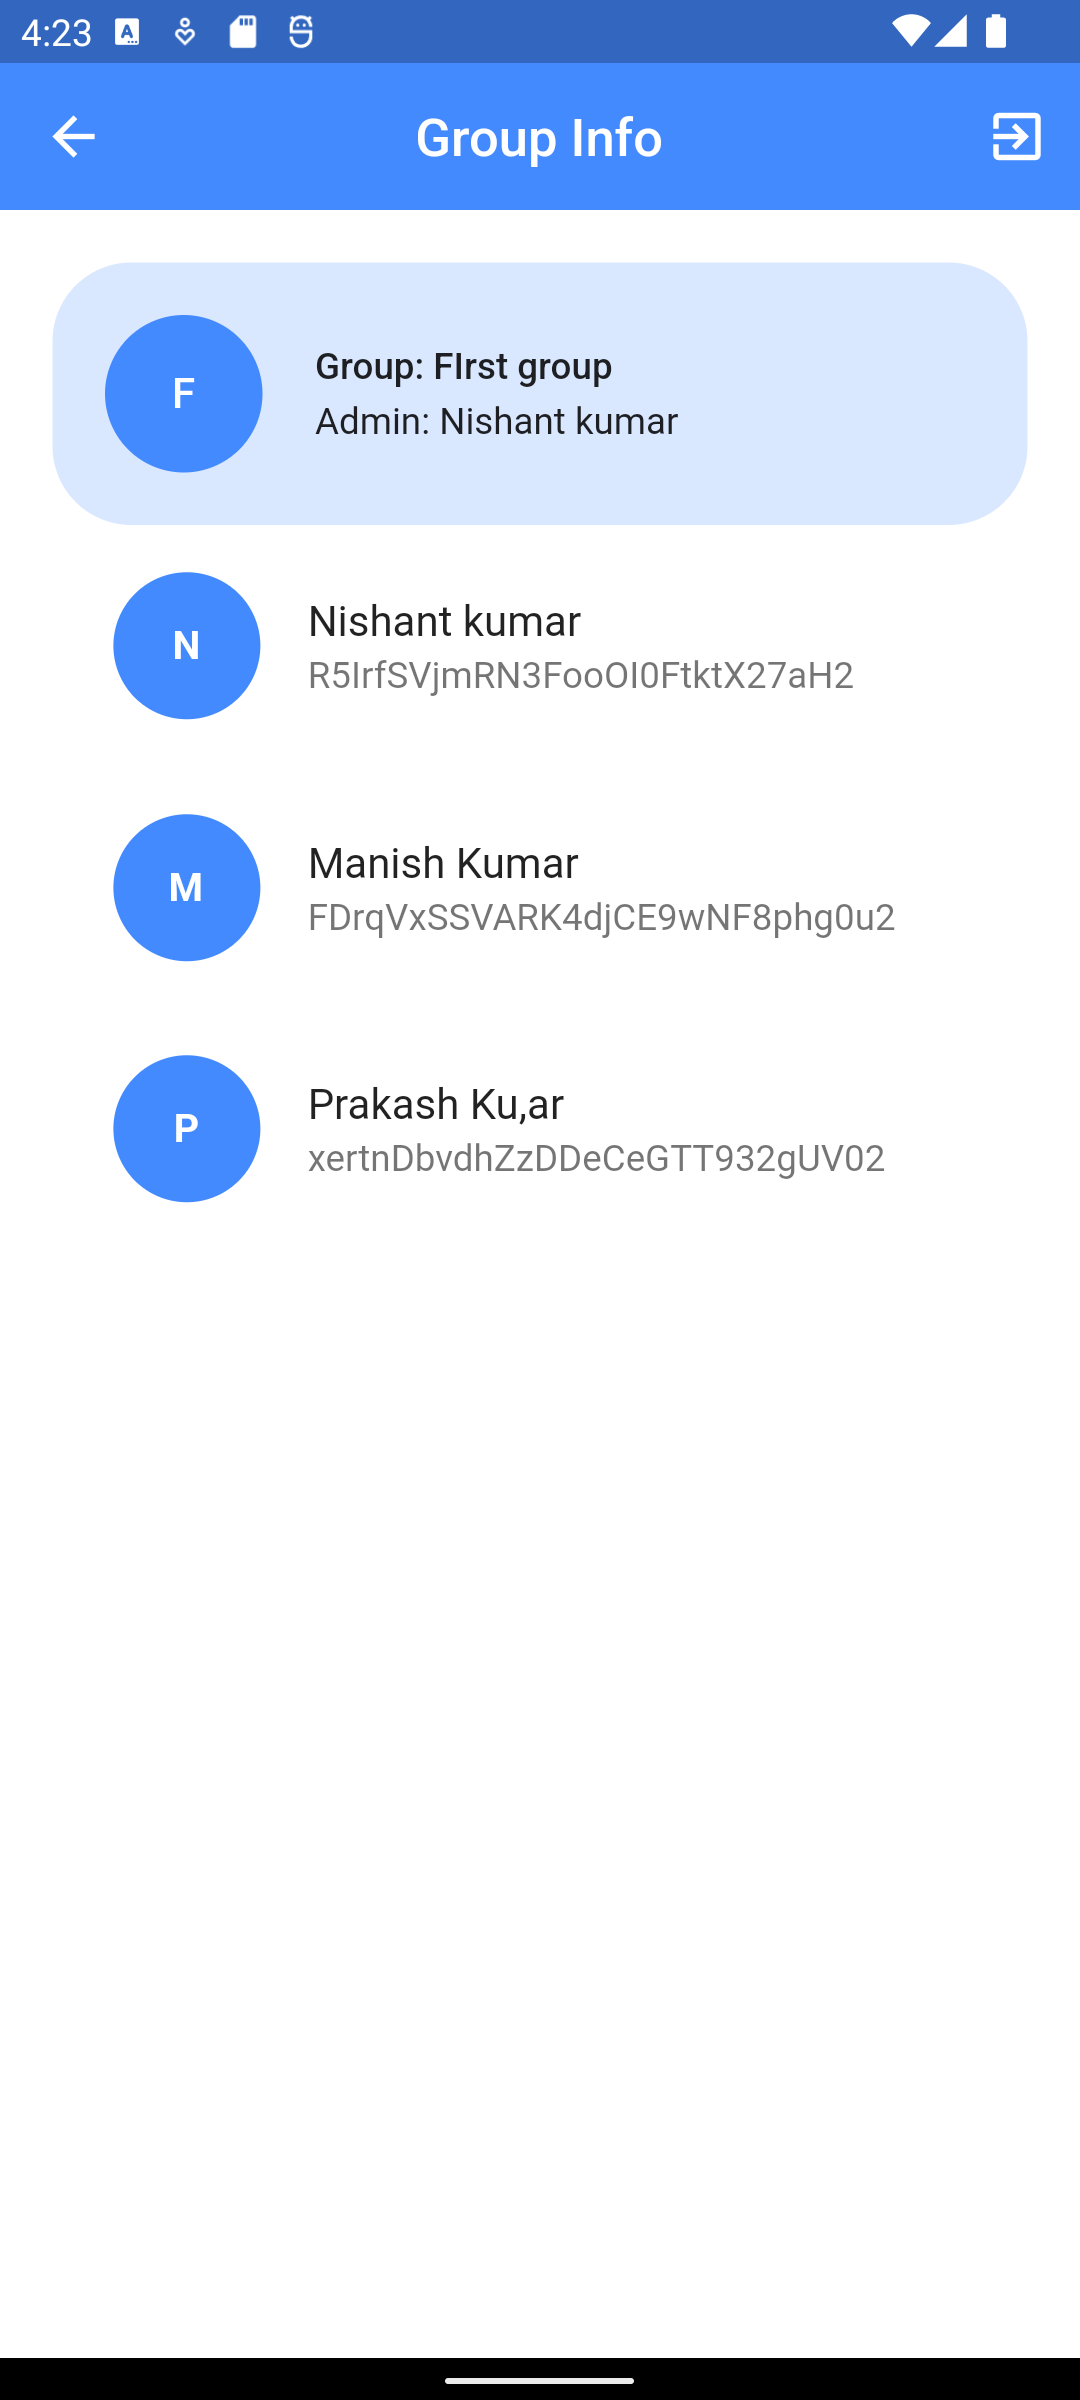 4:23
Group Info
F
Group: FIrst group
Admin: Nishant kumar
N
Nishant kumar
R5IrfSVjmRN3FooOI0FtktX27aH2
M
Manish Kumar
FDrqVxSSVARK4djCE9wNF8phg0u2
P
Prakash Ku,ar
xertnDbvdhZzDDeCeGTT932gUV02